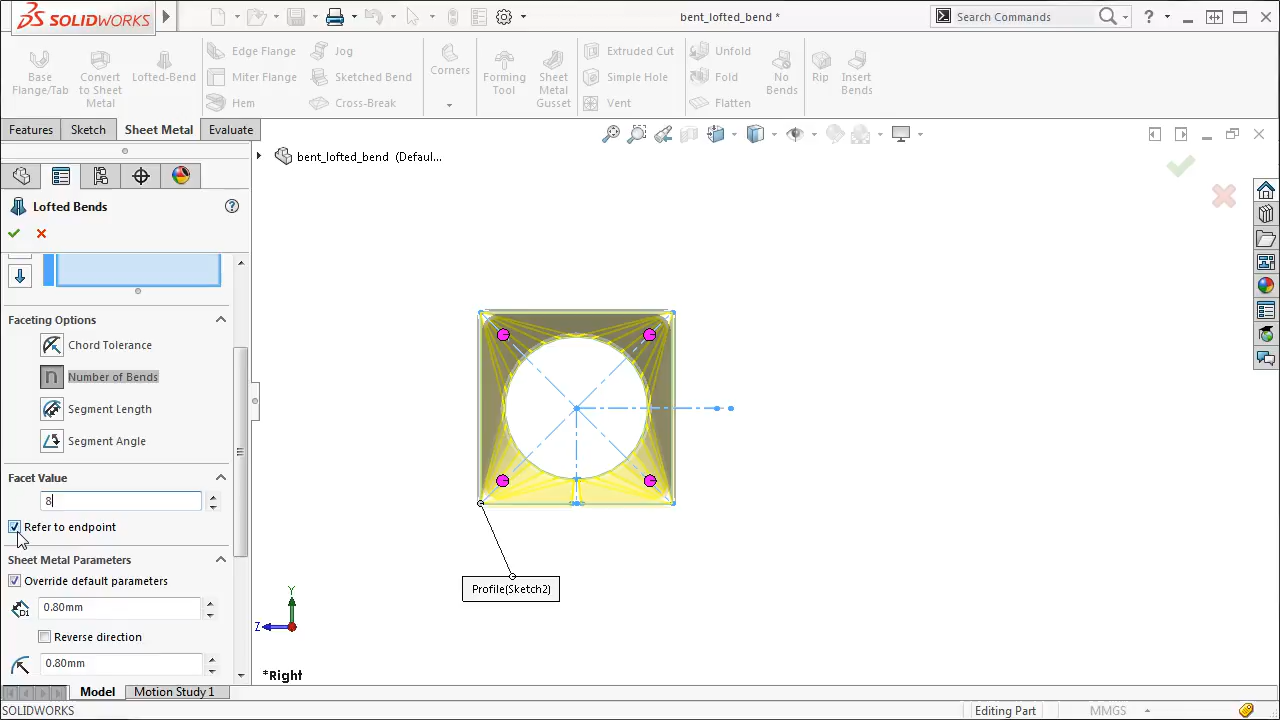 SOLIDWORKS
bent_lofted_bend *
Search Commands
?
Base Flange/Tab
Convert to Sheet Metal
Lofted-Bend
Edge Flange
Miter Flange
Hem
Jog
Sketched Bend
Cross-Break
Corners
Forming Tool
Sheet Metal Gusset
Extruded Cut
Simple Hole
Vent
Unfold
Fold
Flatten
No Bends
Rip
Insert Bends
Features
Sketch
Sheet Metal
Evaluate
bent_lofted_bend (Defaul...
Lofted Bends
?
Faceting Options
Chord Tolerance
Number of Bends
Segment Length
Segment Angle
Facet Value
8
Refer to endpoint
Sheet Metal Parameters
Override default parameters
0.80mm
Reverse direction
0.80mm
Profile(Sketch2)
Y
Z
*Right
Model
Motion Study 1
SOLIDWORKS
Editing Part
MMGS